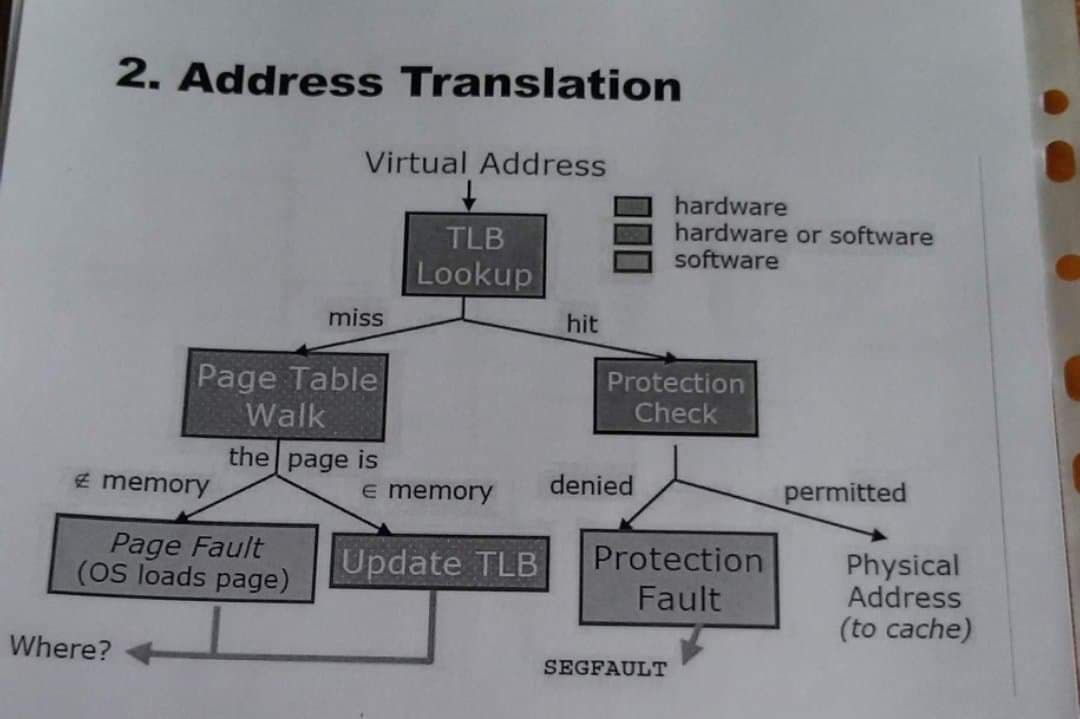 2. Address Translation
Virtual Address
hardware
hardware or software
software
TLB
Lookup
miss
hit
Page Table
Walk
Protection
Check
the page is
∉ memory
∈ memory
denied
permitted
Page Fault
(OS loads page)
Update TLB
Protection
Fault
Physical
Address
(to cache)
Where?
SEGFAULT